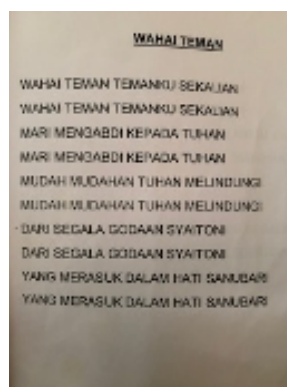 WAHAI TEMAN
WAHAI TEMAN TEMANKU SEKALIAN
WAHAI TEMAN TEMANKU SEKALIAN
MARI MENGABDI KEPADA TUHAN
MARI MENGABDI KEPADA TUHAN
MUDAH MUDAHAN TUHAN MELINDUNGI
MUDAH MUDAHAN TUHAN MELINDUNGI
DARI SEGALA GODAAN SYAITONI
DARI SEGALA GODAAN SYAITONI
YANG MERASUK DALAM HATI SANUBARI
YANG MERASUK DALAM HATI SANUBARI